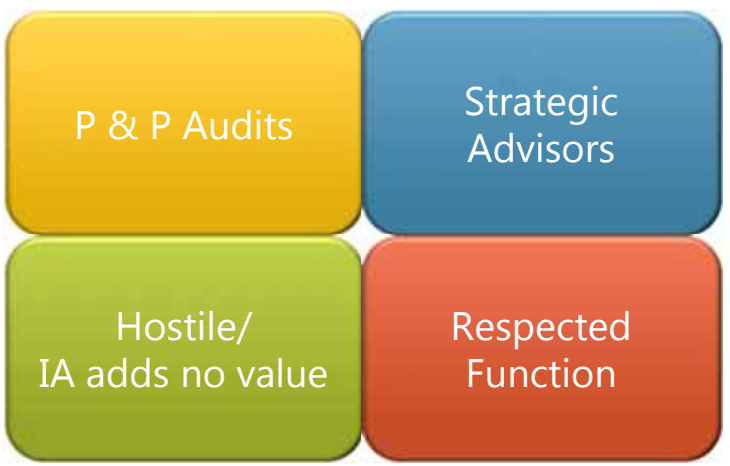 P & P Audits
Strategic
Advisors
Hostile/
IA adds no value
Respected
Function